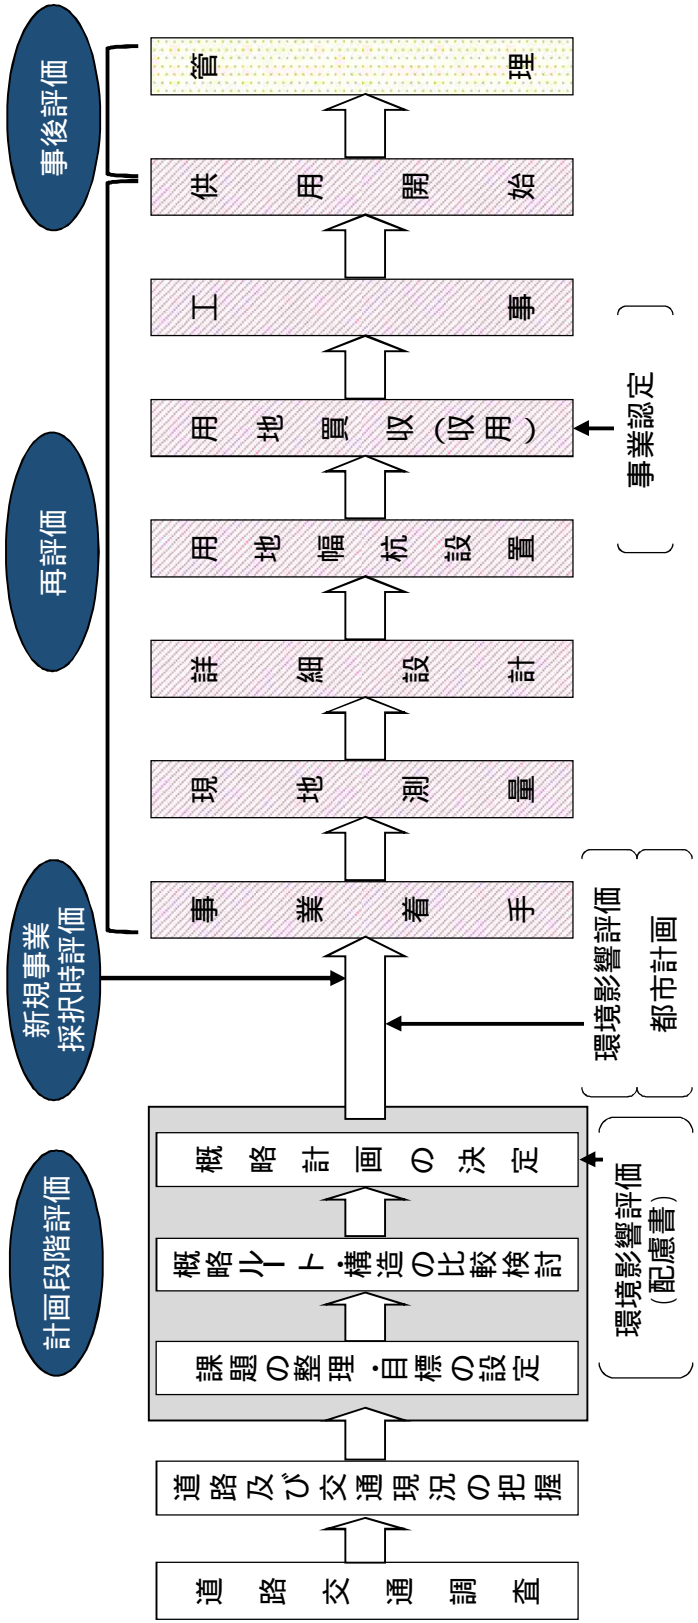 計画段階評価
新規事業
採択時評価
再評価
事後評価
道路交通調査
道路及び交通現況の把握
課題の整理・目標の設定
概略ルート・構造の比較検討
概略計画の決定
事業着手
現地測量
詳細設計
用地幅杭設置
用地買収(収用)
工事
供用開始
管理
環境影響評価
(配慮書)
環境影響評価
都市計画
事業認定